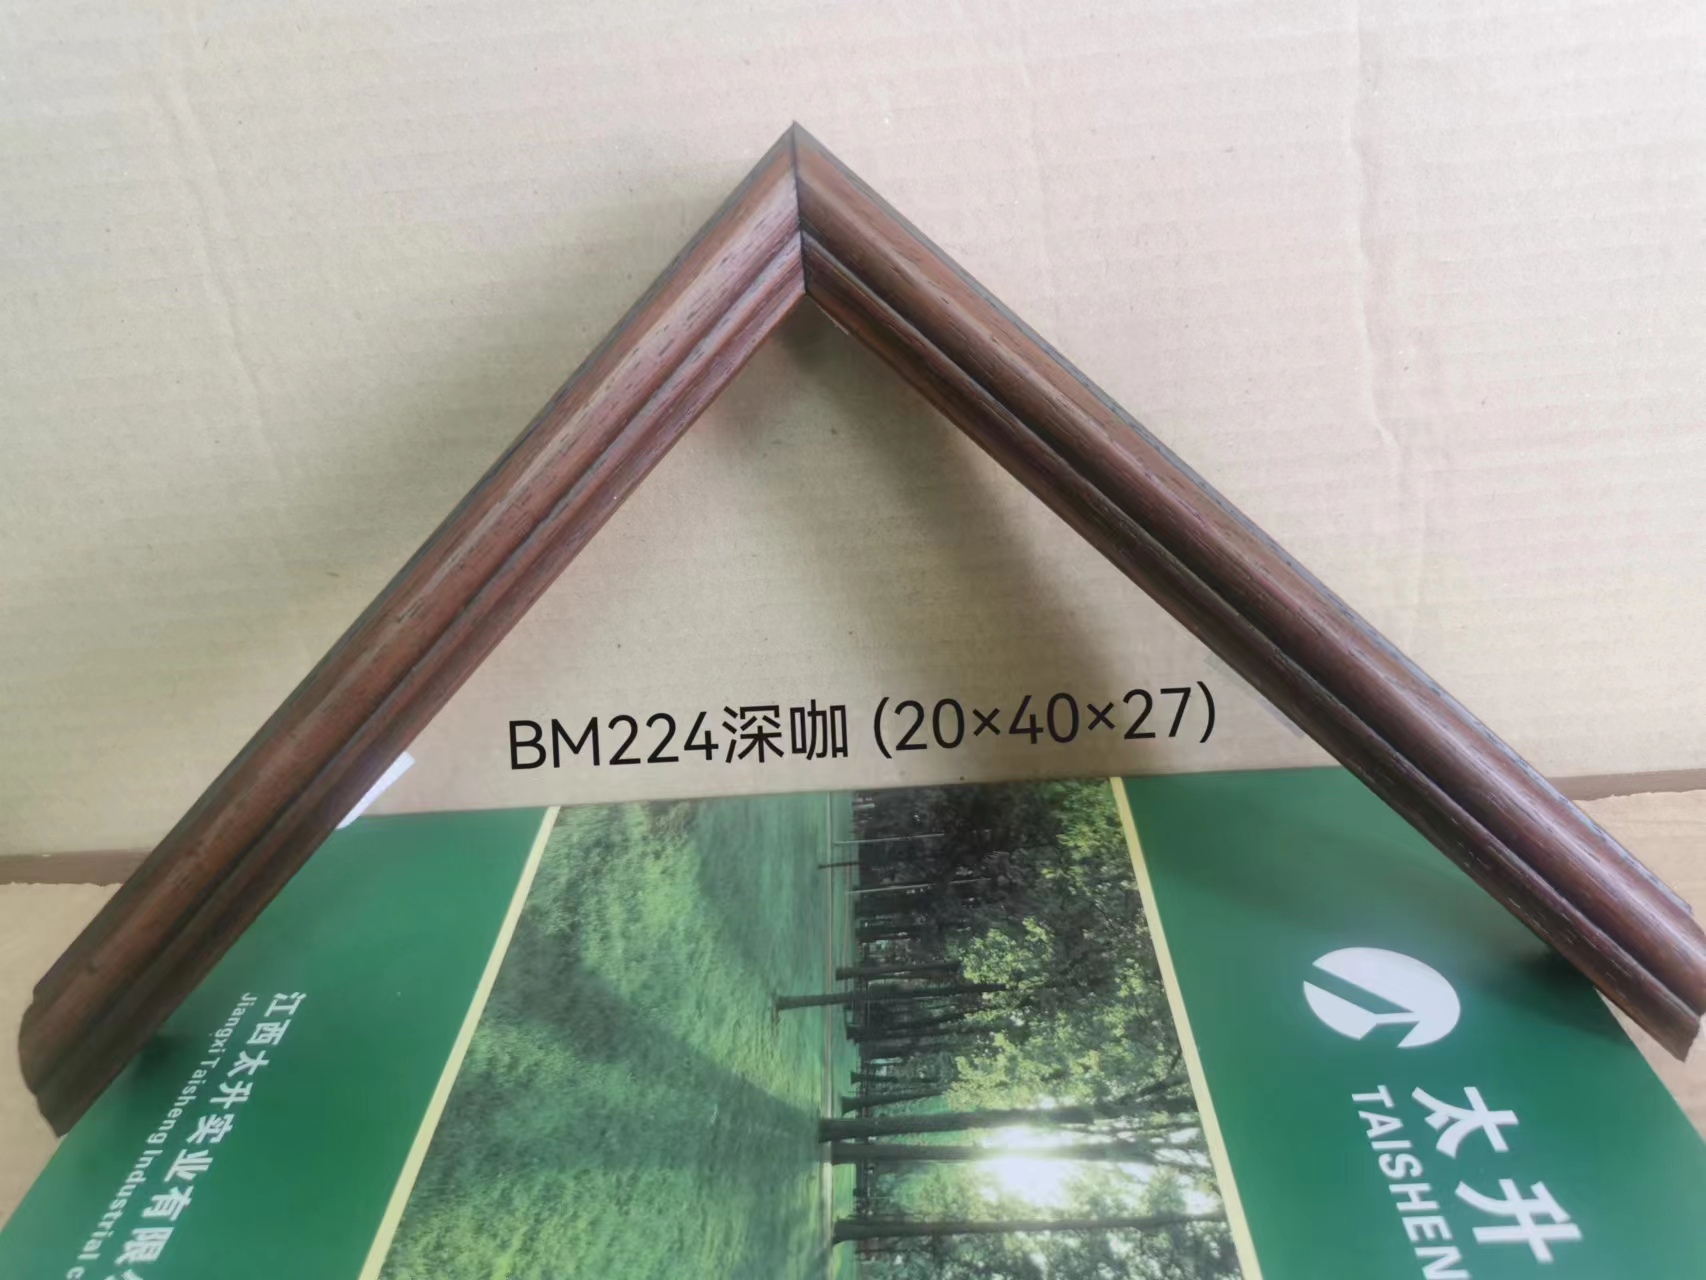 BM224深咖 (20×40×27)
太升
TAISHEN
江西太升实业有限
Jiangxi Taisheng Industrial